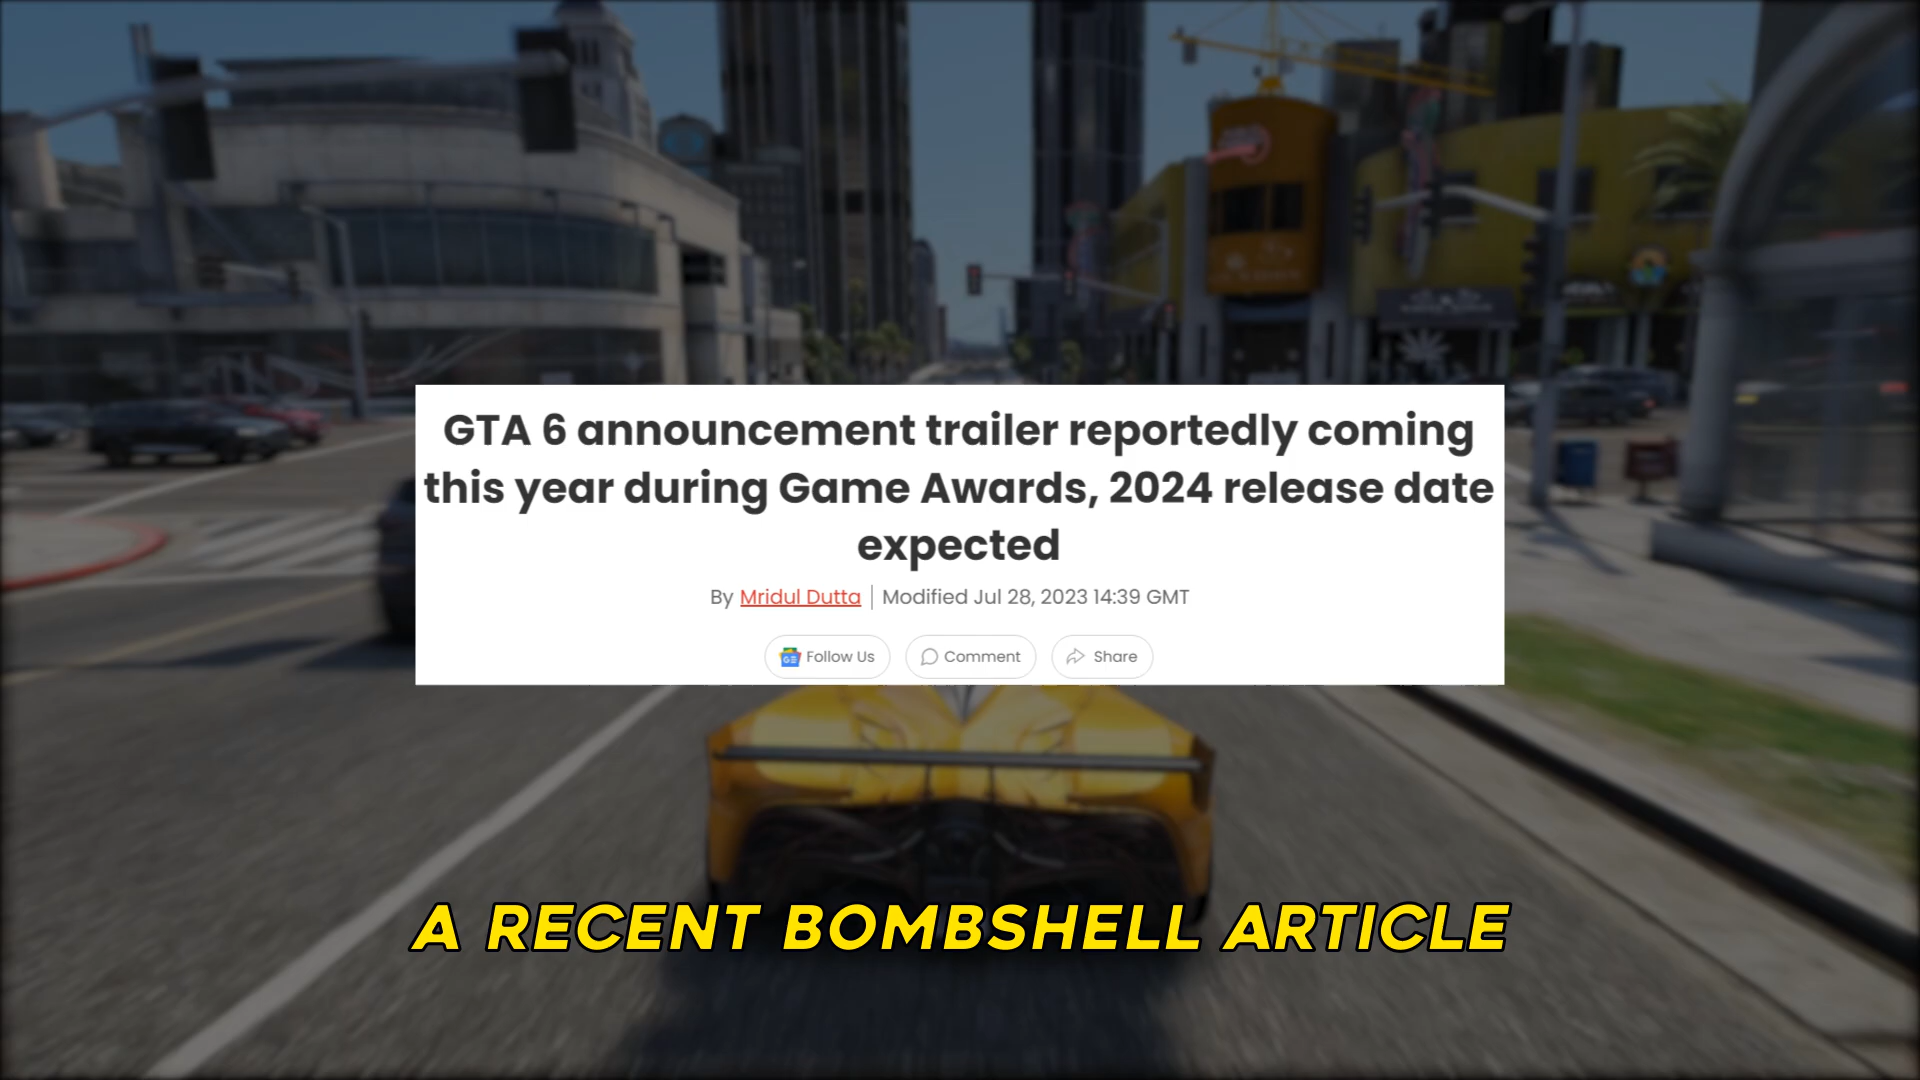 GTA 6 announcement trailer reportedly coming
this year during Game Awards, 2024 release date
expected
By Mridul Dutta | Modified Jul 28, 2023 14:39 GMT
Follow Us Comment Share
A RECENT BOMBSHELL ARTICLE